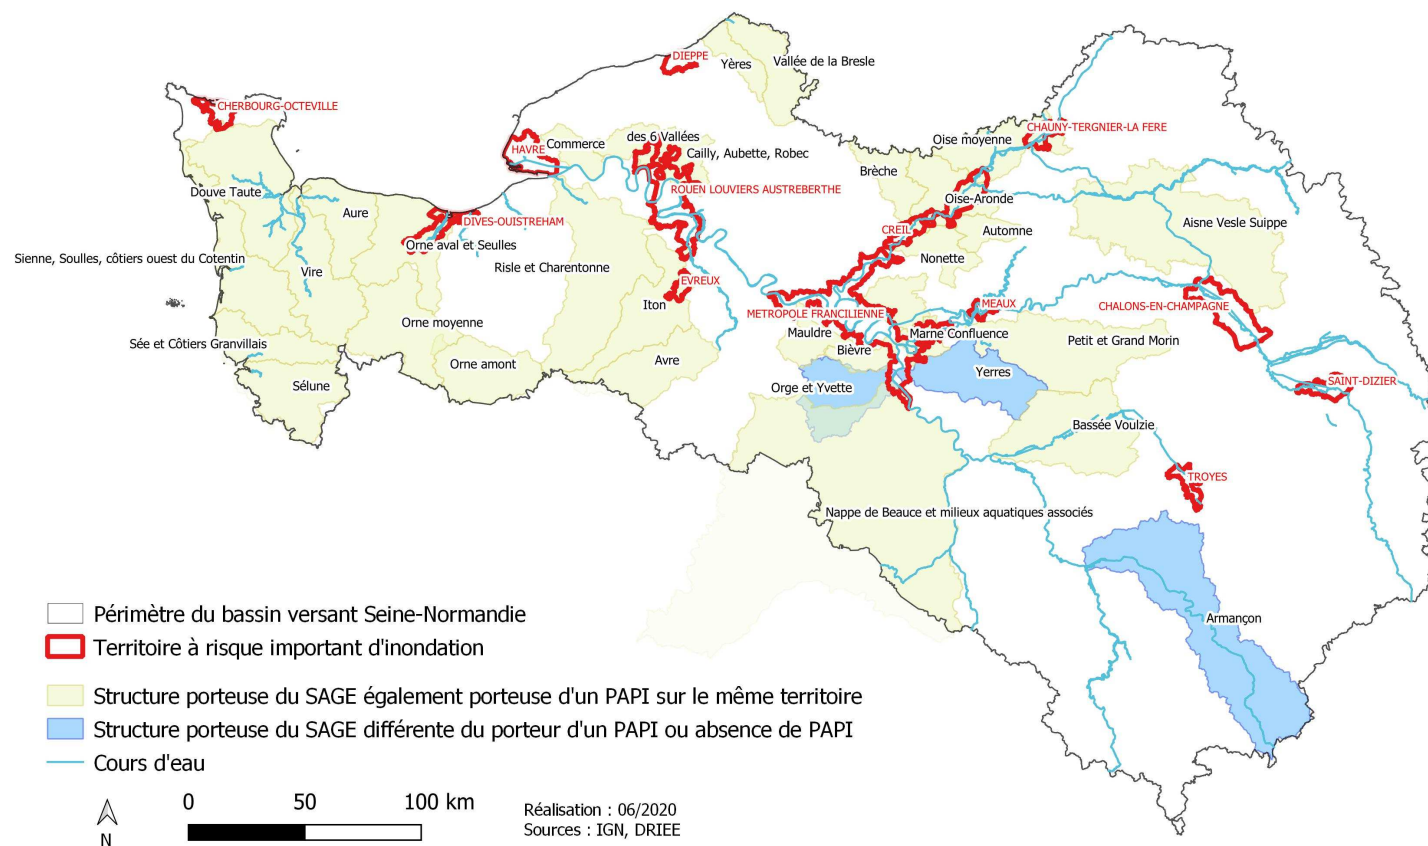 DIEPPE
Yères
Vallée de la Bresle
CHERBOURG-OCTEVILLE
CHAUNY-TERGNIER-LA FERE
des 6 Vallées
Oise moyenne
HAVRE
Commerce
Cailly, Aubette, Robec
Brèche
Douve Taute
ROUEN LOUVIERS AUSTREBERTHE
Oise-Aronde
Aure
DIVES-OUISTREHAM
Aisne Vesle Suippe
CREIL
Automne
Orne aval et Seulles
Sienne, Soulles, côtiers ouest du Cotentin
Nonette
Risle et Charentonne
Vire
EVREUX
Iton
MEAUX
CHALONS-EN-CHAMPAGNE
METROPOLE FRANCILIENNE
Orne moyenne
Mauldre
Marne Confluence
Petit et Grand Morin
Sée et Côtiers Granvillais
Bièvre
Orne amont
Avre
Yerres
SAINT-DIZIER
Sélune
Orge et Yvette
Bassée Voulzie
TROYES
Nappe de Beauce et milieux aquatiques associés
Armançon
Périmètre du bassin versant Seine-Normandie
Territoire à risque important d'inondation
Structure porteuse du SAGE également porteuse d'un PAPI sur le même territoire
Structure porteuse du SAGE différente du porteur d'un PAPI ou absence de PAPI
Cours d'eau
0 50 100 km
N
Réalisation : 06/2020
Sources : IGN, DRIEE